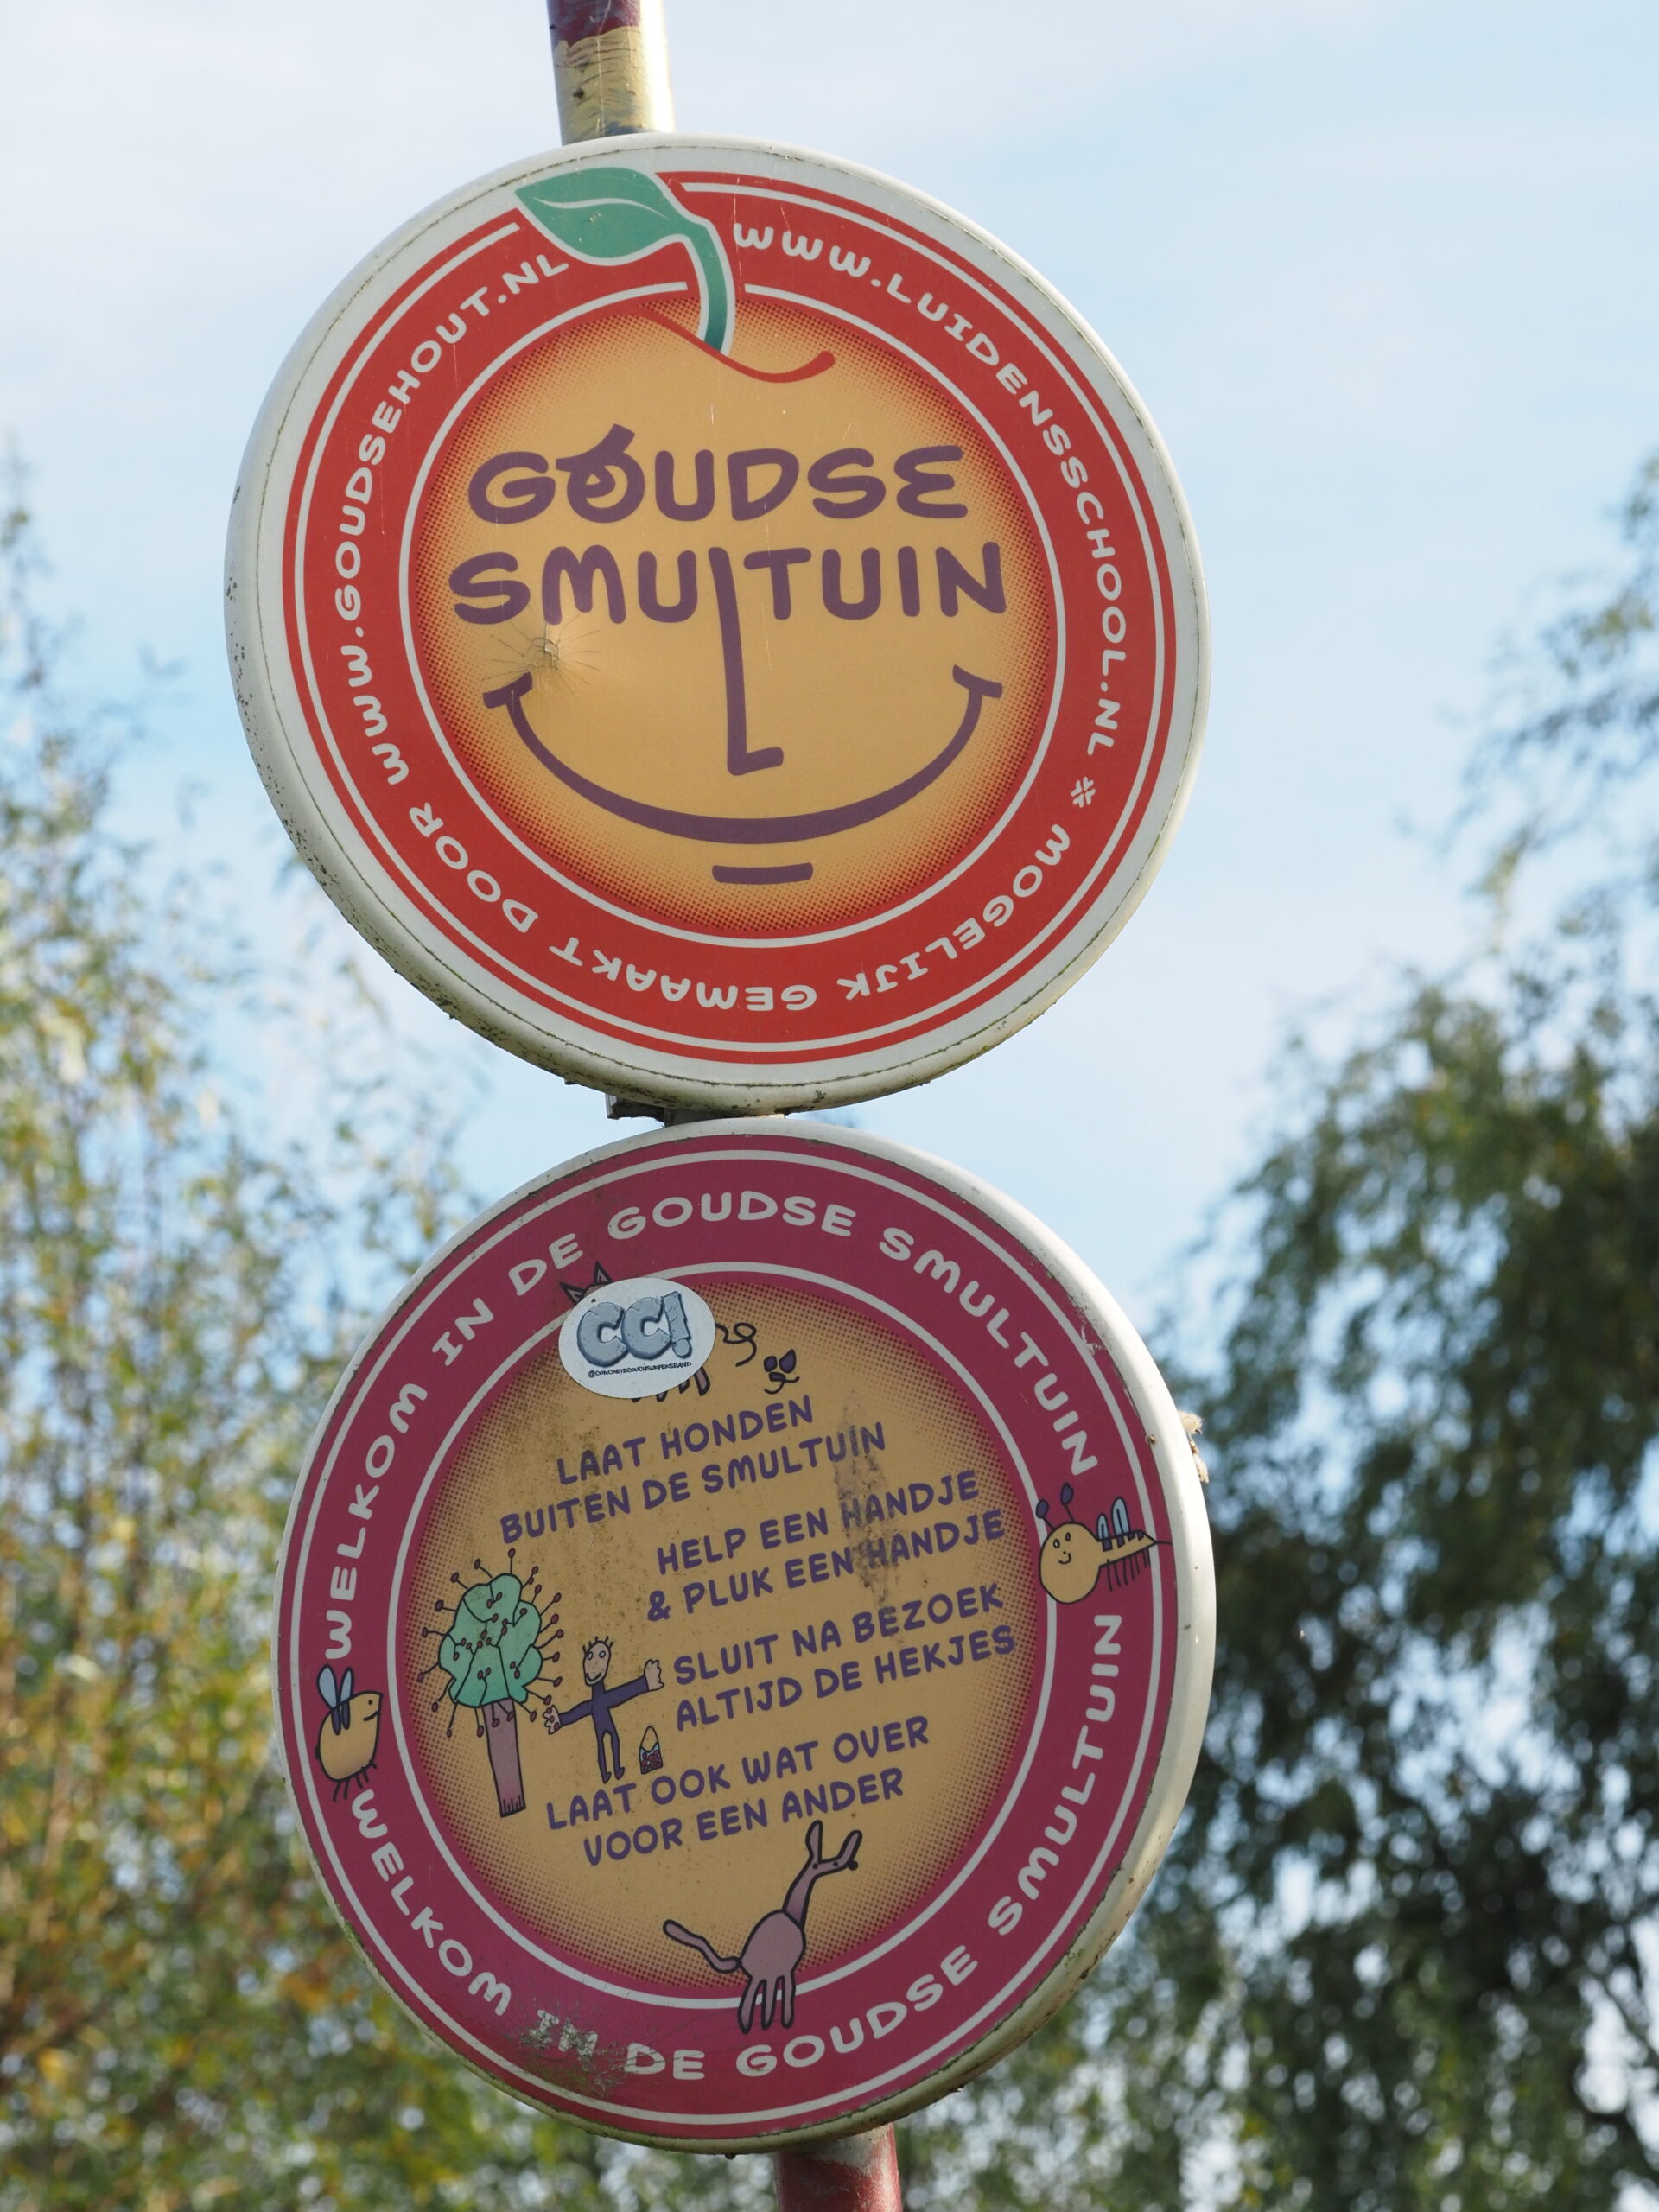 GOUDSE
SMULTUIN
MOGELIJK GEMAAKT DOOR WWW.GOUDSEHOUT.NL
WWW.LUIDENSSCHOOL.NL *
WELKOM IN DE GOUDSE SMULTUIN
CC!
@CONCRETECOUCHSURFERSBAND
LAAT HONDEN
BUITEN DE SMULTUIN
HELP EEN HANDJE
& PLUK EEN HANDJE
SLUIT NA BEZOEK
ALTIJD DE HEKJES
LAAT OOK WAT OVER
VOOR EEN ANDER
WELKOM IN DE GOUDSE SMULTUIN